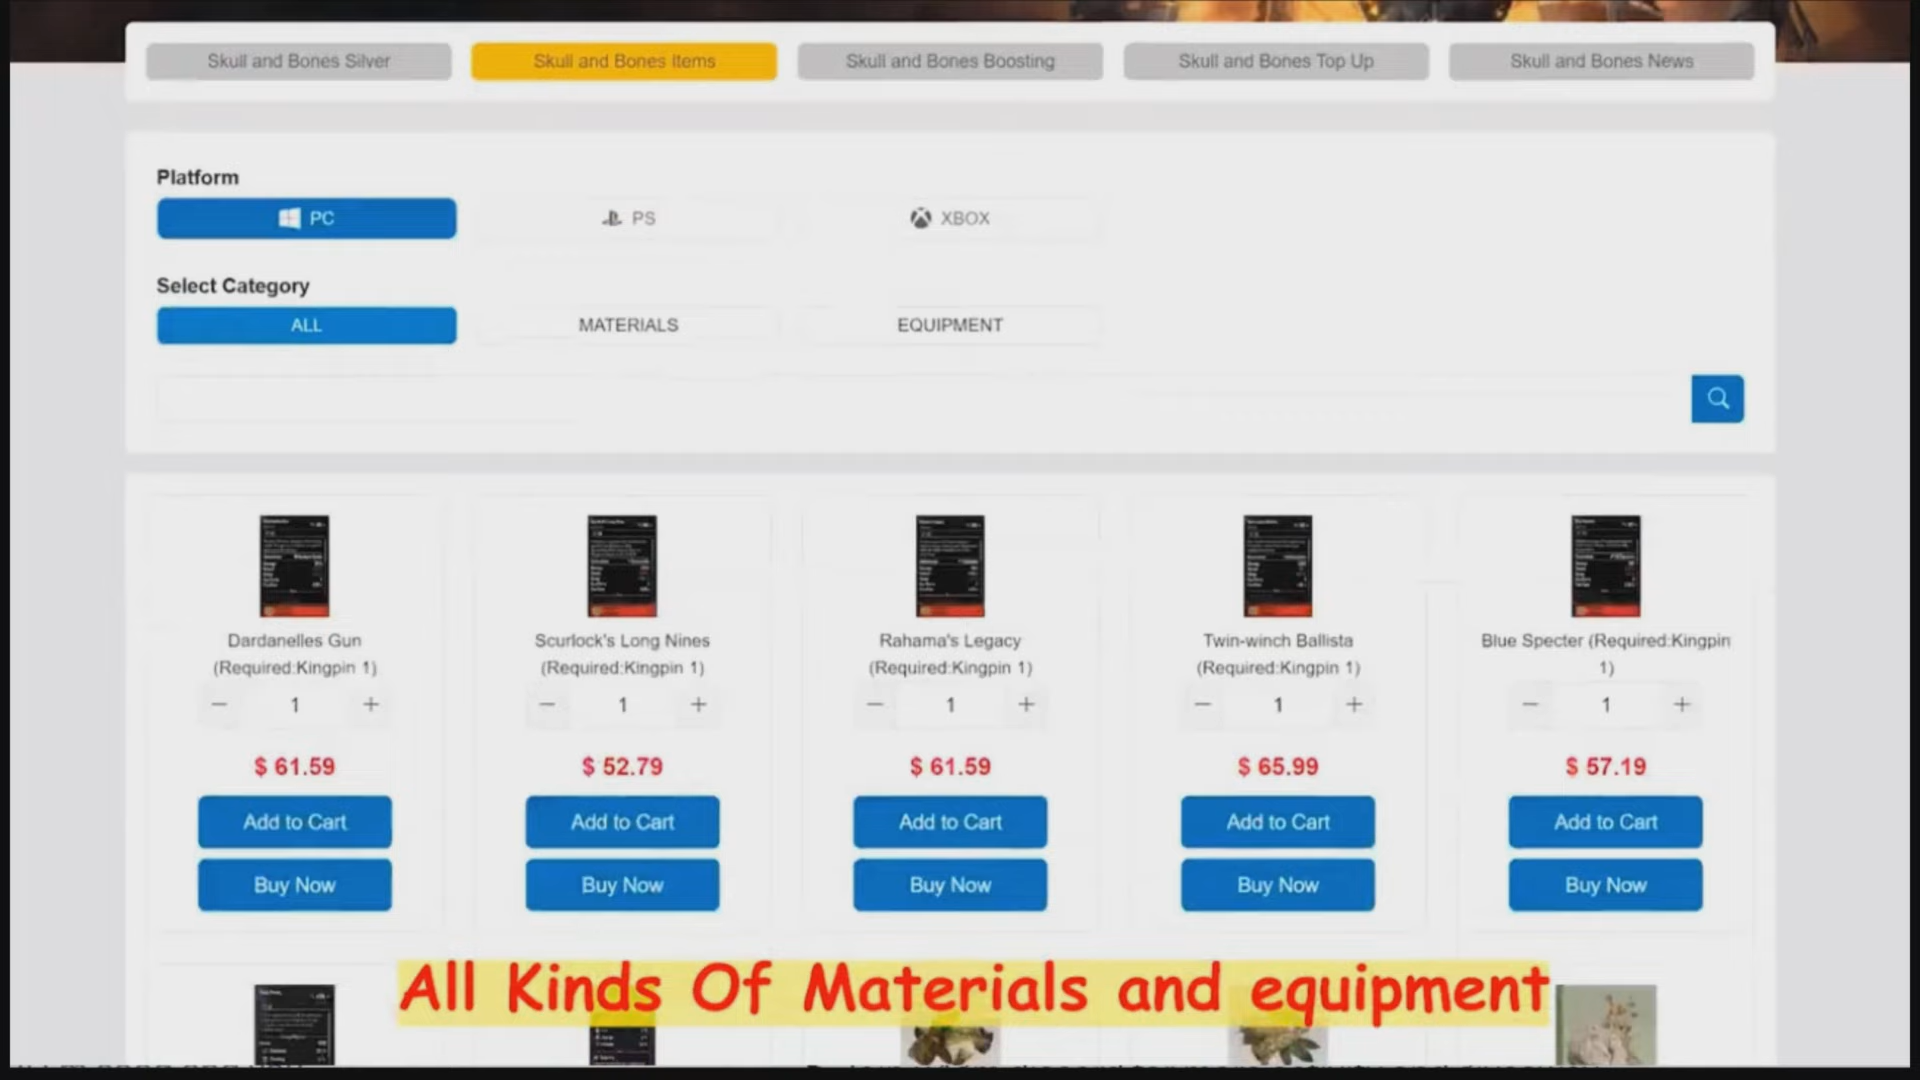 Skull and Bones Silver
Skull and Bones Items
Skull and Bones Boosting
Skull and Bones Top Up
Skull and Bones News
Platform
PC
PS
XBOX
Select Category
ALL
MATERIALS
EQUIPMENT
Dardanelles Gun
(Required:Kingpin 1)
− 1 +
$ 61.59
Add to Cart
Buy Now
Scurlock's Long Nines
(Required:Kingpin 1)
− 1 +
$ 52.79
Add to Cart
Buy Now
Rahama's Legacy
(Required:Kingpin 1)
− 1 +
$ 61.59
Add to Cart
Buy Now
Twin-winch Ballista
(Required:Kingpin 1)
− 1 +
$ 65.99
Add to Cart
Buy Now
Blue Specter (Required:Kingpin
1)
− 1 +
$ 57.19
Add to Cart
Buy Now
All Kinds Of Materials and equipment